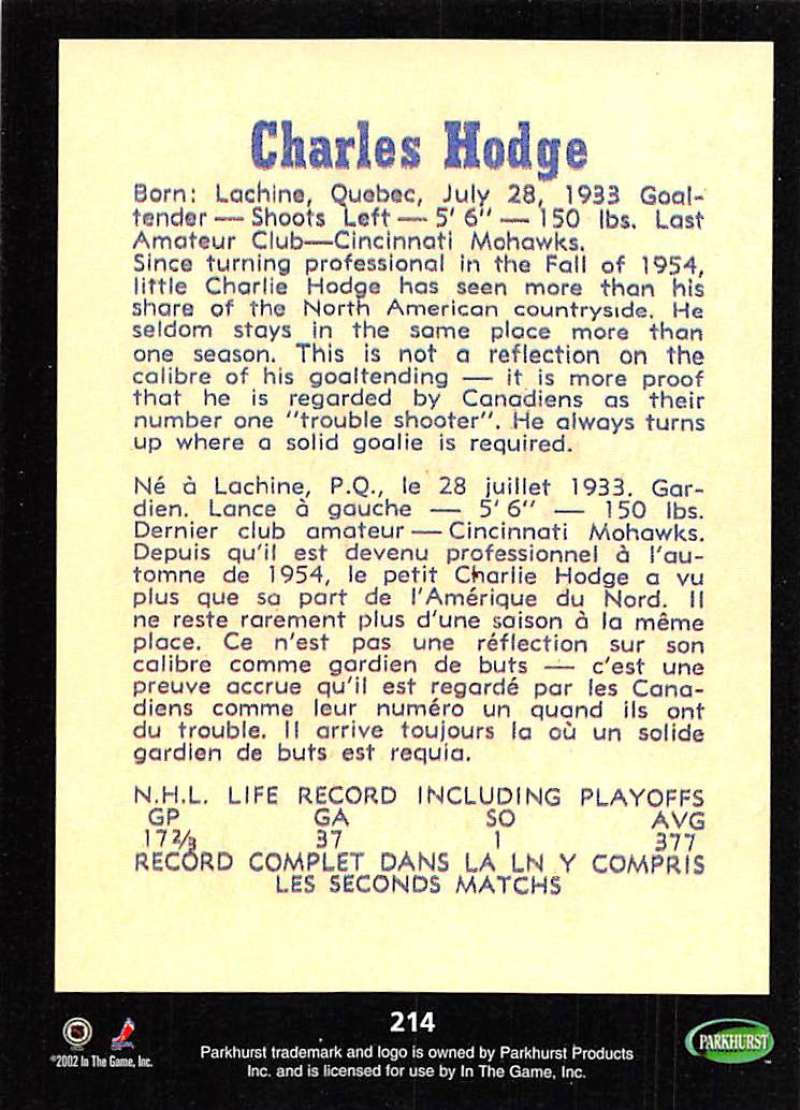 Charles Hodge
Born: Lachine, Quebec, July 28, 1933 Goal-
tender — Shoots Left — 5' 6" — 150 lbs. Last
Amateur Club—Cincinnati Mohawks.
Since turning professional in the Fall of 1954,
little Charlie Hodge has seen more than his
share of the North American countryside. He
seldom stays in the same place more than
one season. This is not a reflection on the
calibre of his goaltending — it is more proof
that he is regarded by Canadiens as their
number one "trouble shooter". He always turns
up where a solid goalie is required.
Né à Lachine, P.Q., le 28 juillet 1933. Gar-
dien. Lance à gauche — 5' 6" — 150 lbs.
Dernier club amateur — Cincinnati Mohawks.
Depuis qu'il est devenu professionnel à l'au-
tomne de 1954, le petit Charlie Hodge a vu
plus que sa part de l'Amérique du Nord. Il
ne reste rarement plus d'une saison à la même
place. Ce n'est pas une réflection sur son
calibre comme gardien de buts — c'est une
preuve accrue qu'il est regardé par les Cana-
diens comme leur numéro un quand ils ont
du trouble. Il arrive toujours la où un solide
gardien de buts est requia.
N.H.L. LIFE RECORD INCLUDING PLAYOFFS
GP GA SO AVG
17⅔ 37 1 377
RECORD COMPLET DANS LA LN Y COMPRIS
LES SECONDS MATCHS
214
©2002 In The Game, Inc.
Parkhurst trademark and logo is owned by Parkhurst Products
Inc. and is licensed for use by In The Game, Inc.
PARKHURST™